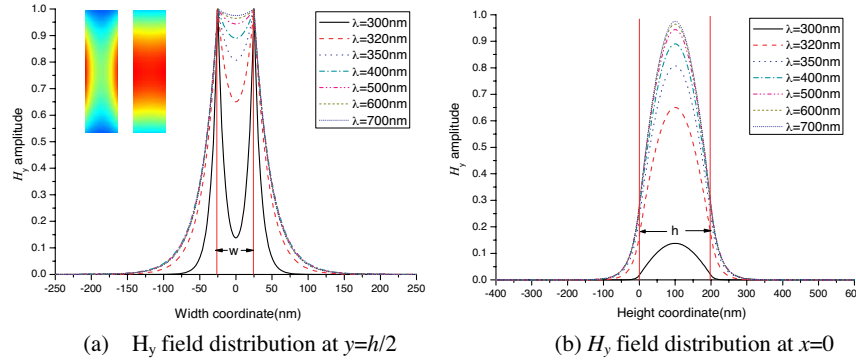 1.0
0.9
0.8
0.7
0.6
0.5
0.4
0.3
0.2
0.1
0.0
Hy amplitude
-250 -200 -150 -100 -50 0 50 100 150 200 250
Width coordinate(nm)
w
λ=300nm
λ=320nm
λ=350nm
λ=400nm
λ=500nm
λ=600nm
λ=700nm
(a) Hy field distribution at y=h/2
1.0
0.9
0.8
0.7
0.6
0.5
0.4
0.3
0.2
0.1
0.0
Hy amplitude
-400 -300 -200 -100 0 100 200 300 400 500 600
Height coordinate(nm)
h
λ=300nm
λ=320nm
λ=350nm
λ=400nm
λ=500nm
λ=600nm
λ=700nm
(b) Hy field distribution at x=0